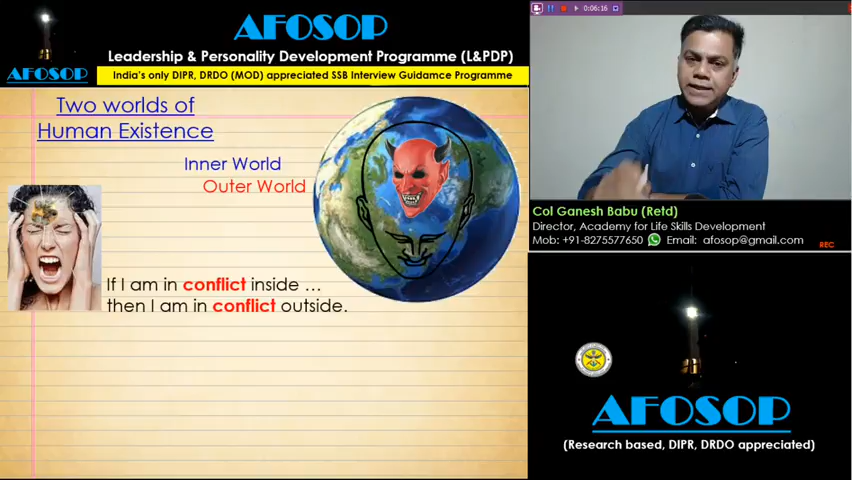 AFOSOP
Leadership & Personality Development Programme (L&PDP)
India's only DIPR, DRDO (MOD) appreciated SSB Interview Guidamce Programme
AFOSOP
Two worlds of
Human Existence
Inner World
Outer World
If I am in conflict inside …
then I am in conflict outside.
0:06:16
Col Ganesh Babu (Retd)
Director, Academy for Life Skills Development
Mob: +91-8275577650 Email: afosop@gmail.com
REC
AFOSOP
(Research based, DIPR, DRDO appreciated)